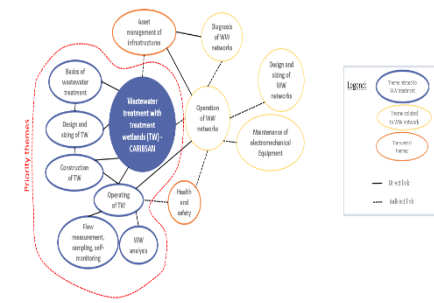 Asset
management of
infrastructures
Diagnosis
of WW
networks
Basics of
wastewater
treatment
Wastewater
treatment with
treatment
wetlands (TW) -
CARIBSAN
Design and
sizing of
WW
networks
Design and
sizing of TW
Operation
of WW
networks
Maintenance of
electromechanical
Equipment
Construction
of TW
Operating
of TW
Health
and
safety
Flow
measurement,
sampling, self-
monitoring
WW
analysis
Priority themes
Legend:
Theme related to
WW treatment
Theme related
to WW network
themes
Direct link
Indirect link